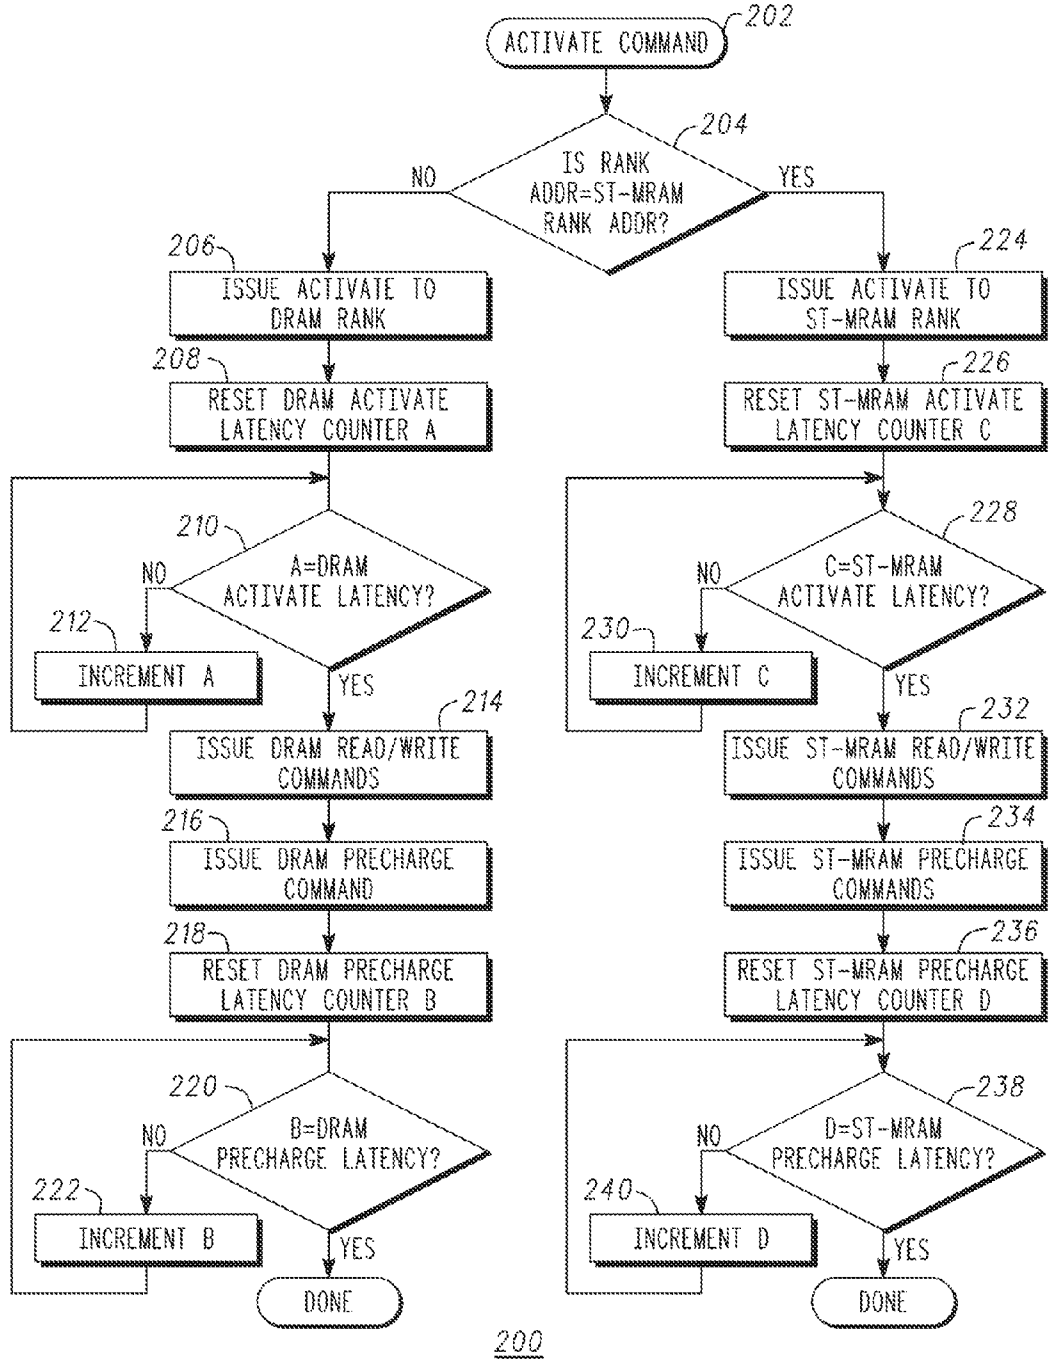 202
ACTIVATE COMMAND
204
IS RANK
ADDR=ST-MRAM
RANK ADDR?
NO
YES
206
ISSUE ACTIVATE TO
DRAM RANK
208
RESET DRAM ACTIVATE
LATENCY COUNTER A
210
A=DRAM
ACTIVATE LATENCY?
NO
212
INCREMENT A
YES
214
ISSUE DRAM READ/WRITE
COMMANDS
216
ISSUE DRAM PRECHARGE
COMMAND
218
RESET DRAM PRECHARGE
LATENCY COUNTER B
220
B=DRAM
PRECHARGE LATENCY?
NO
222
INCREMENT B
YES
DONE
224
ISSUE ACTIVATE TO
ST-MRAM RANK
226
RESET ST-MRAM ACTIVATE
LATENCY COUNTER C
228
C=ST-MRAM
ACTIVATE LATENCY?
NO
230
INCREMENT C
YES
232
ISSUE ST-MRAM READ/WRITE
COMMANDS
234
ISSUE ST-MRAM PRECHARGE
COMMANDS
236
RESET ST-MRAM PRECHARGE
LATENCY COUNTER D
238
D=ST-MRAM
PRECHARGE LATENCY?
NO
240
INCREMENT D
YES
DONE
200